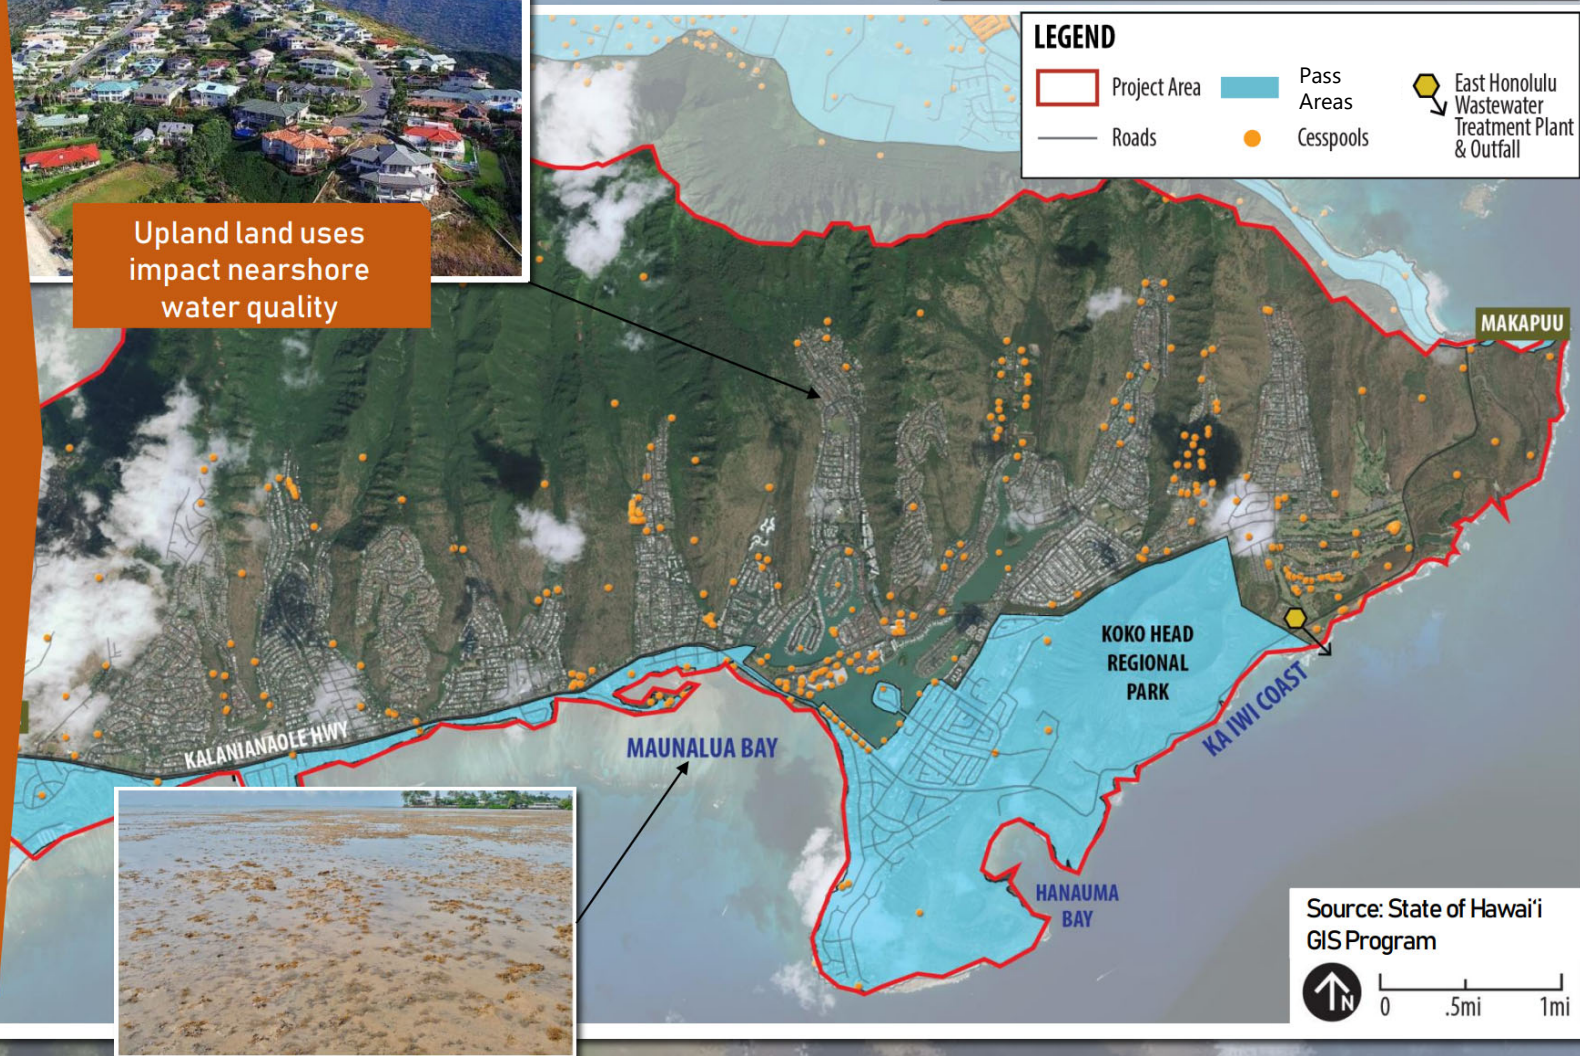 Upland land uses
impact nearshore
water quality
LEGEND
Project Area
Pass
Areas
East Honolulu
Wastewater
Treatment Plant
& Outfall
Roads
Cesspools
MAKAPUU
KOKO HEAD
REGIONAL
PARK
KALANIANAOLE HWY
MAUNALUA BAY
KA IWI COAST
HANAUMA
BAY
Source: State of Hawaiʻi
GIS Program
N
0 .5mi 1mi